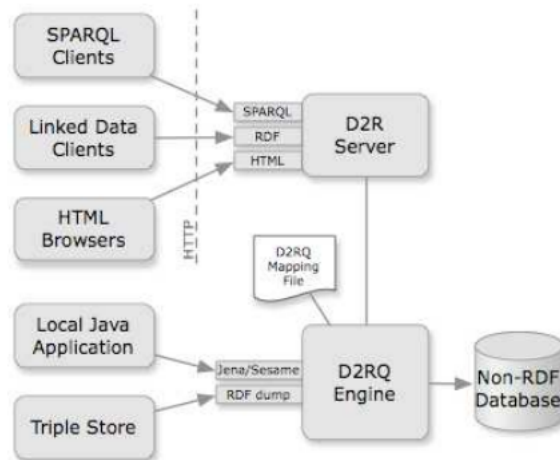 SPARQL
Clients
Linked Data
Clients
HTML
Browsers
HTTP
SPARQL
RDF
HTML
D2R
Server
D2RQ
Mapping
File
Local Java
Application
Triple Store
Jena/Sesame
RDF dump
D2RQ
Engine
Non-RDF
Database